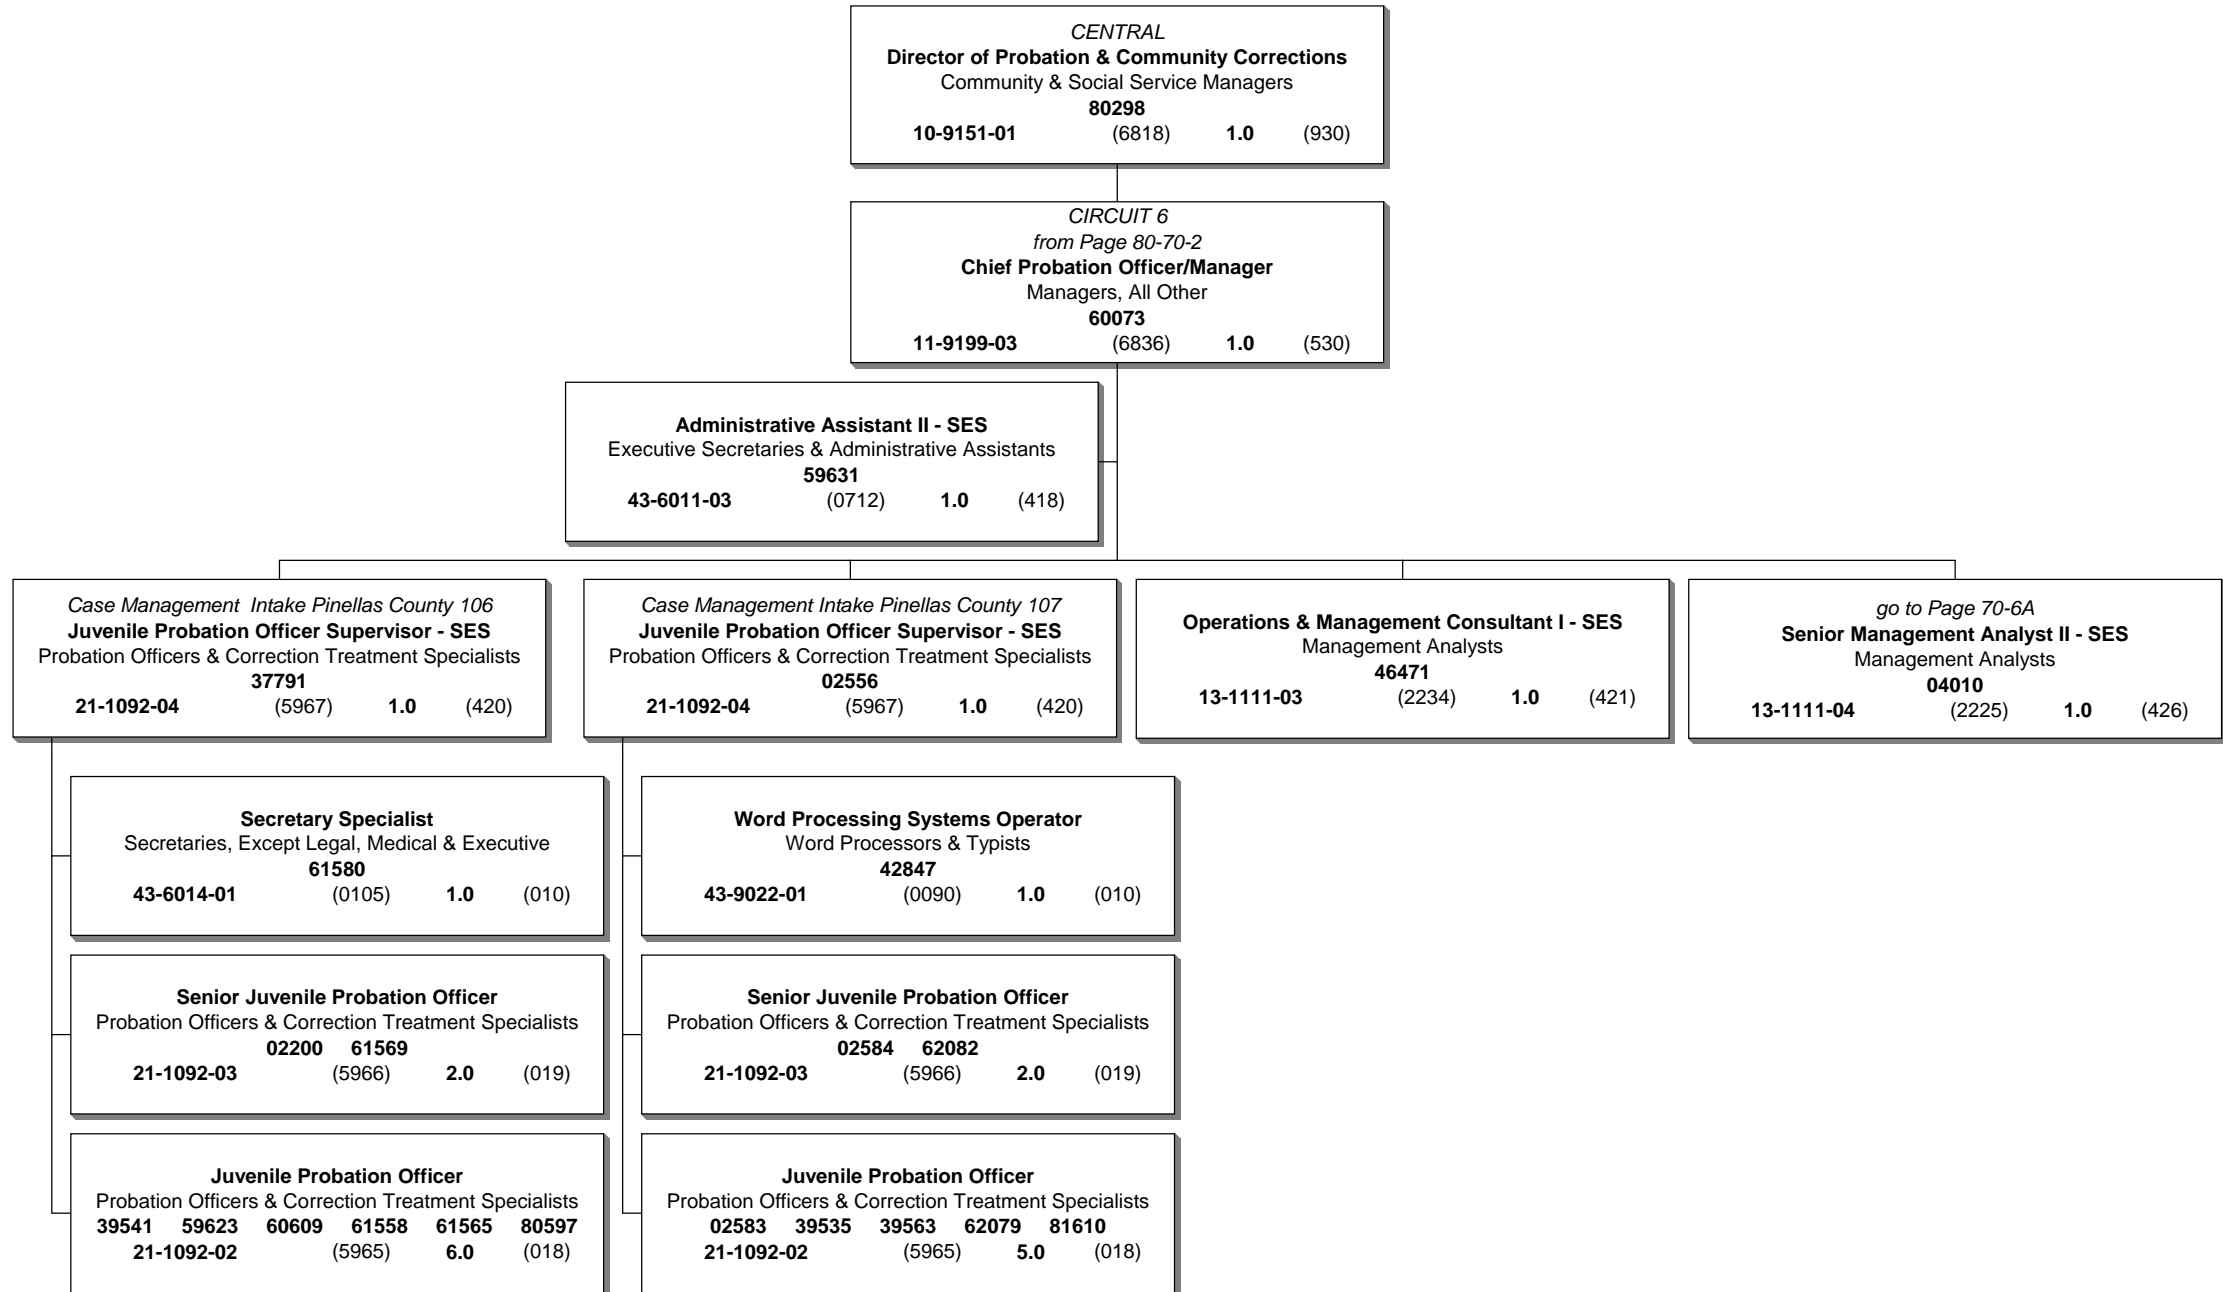 CENTRAL
Director of Probation & Community Corrections
Community & Social Service Managers
80298
10-9151-01 (6818) 1.0 (930)
CIRCUIT 6
from Page 80-70-2
Chief Probation Officer/Manager
Managers, All Other
60073
11-9199-03 (6836) 1.0 (530)
Administrative Assistant II - SES
Executive Secretaries & Administrative Assistants
59631
43-6011-03 (0712) 1.0 (418)
Case Management Intake Pinellas County 106
Juvenile Probation Officer Supervisor - SES
Probation Officers & Correction Treatment Specialists
37791
21-1092-04 (5967) 1.0 (420)
Case Management Intake Pinellas County 107
Juvenile Probation Officer Supervisor - SES
Probation Officers & Correction Treatment Specialists
02556
21-1092-04 (5967) 1.0 (420)
Operations & Management Consultant I - SES
Management Analysts
46471
13-1111-03 (2234) 1.0 (421)
go to Page 70-6A
Senior Management Analyst II - SES
Management Analysts
04010
13-1111-04 (2225) 1.0 (426)
Secretary Specialist
Secretaries, Except Legal, Medical & Executive
61580
43-6014-01 (0105) 1.0 (010)
Senior Juvenile Probation Officer
Probation Officers & Correction Treatment Specialists
02200 61569
21-1092-03 (5966) 2.0 (019)
Juvenile Probation Officer
Probation Officers & Correction Treatment Specialists
39541 59623 60609 61558 61565 80597
21-1092-02 (5965) 6.0 (018)
Word Processing Systems Operator
Word Processors & Typists
42847
43-9022-01 (0090) 1.0 (010)
Senior Juvenile Probation Officer
Probation Officers & Correction Treatment Specialists
02584 62082
21-1092-03 (5966) 2.0 (019)
Juvenile Probation Officer
Probation Officers & Correction Treatment Specialists
02583 39535 39563 62079 81610
21-1092-02 (5965) 5.0 (018)